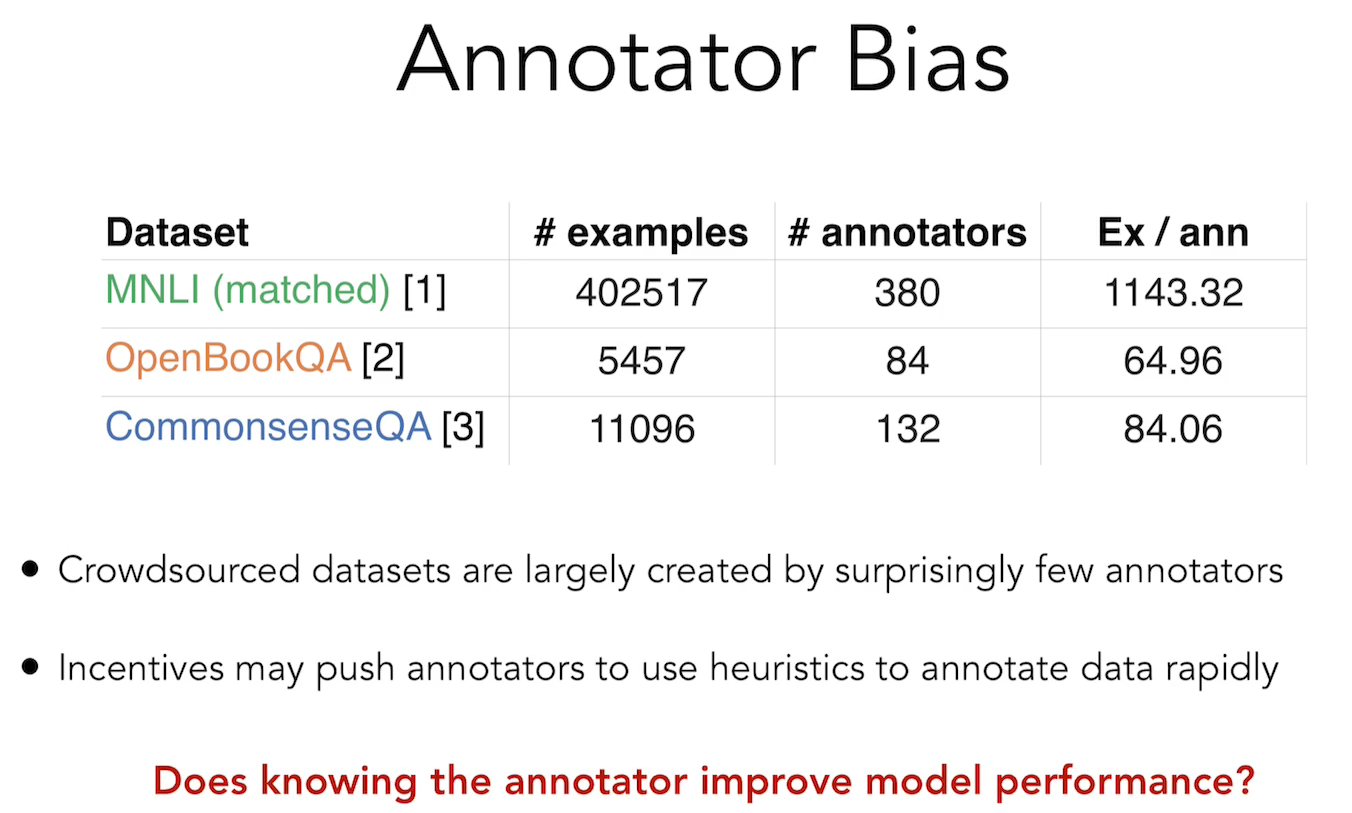 Annotator Bias
Dataset # examples # annotators Ex / ann
MNLI (matched) [1] 402517 380 1143.32
OpenBookQA [2] 5457 84 64.96
CommonsenseQA [3] 11096 132 84.06
• Crowdsourced datasets are largely created by surprisingly few annotators
• Incentives may push annotators to use heuristics to annotate data rapidly
Does knowing the annotator improve model performance?